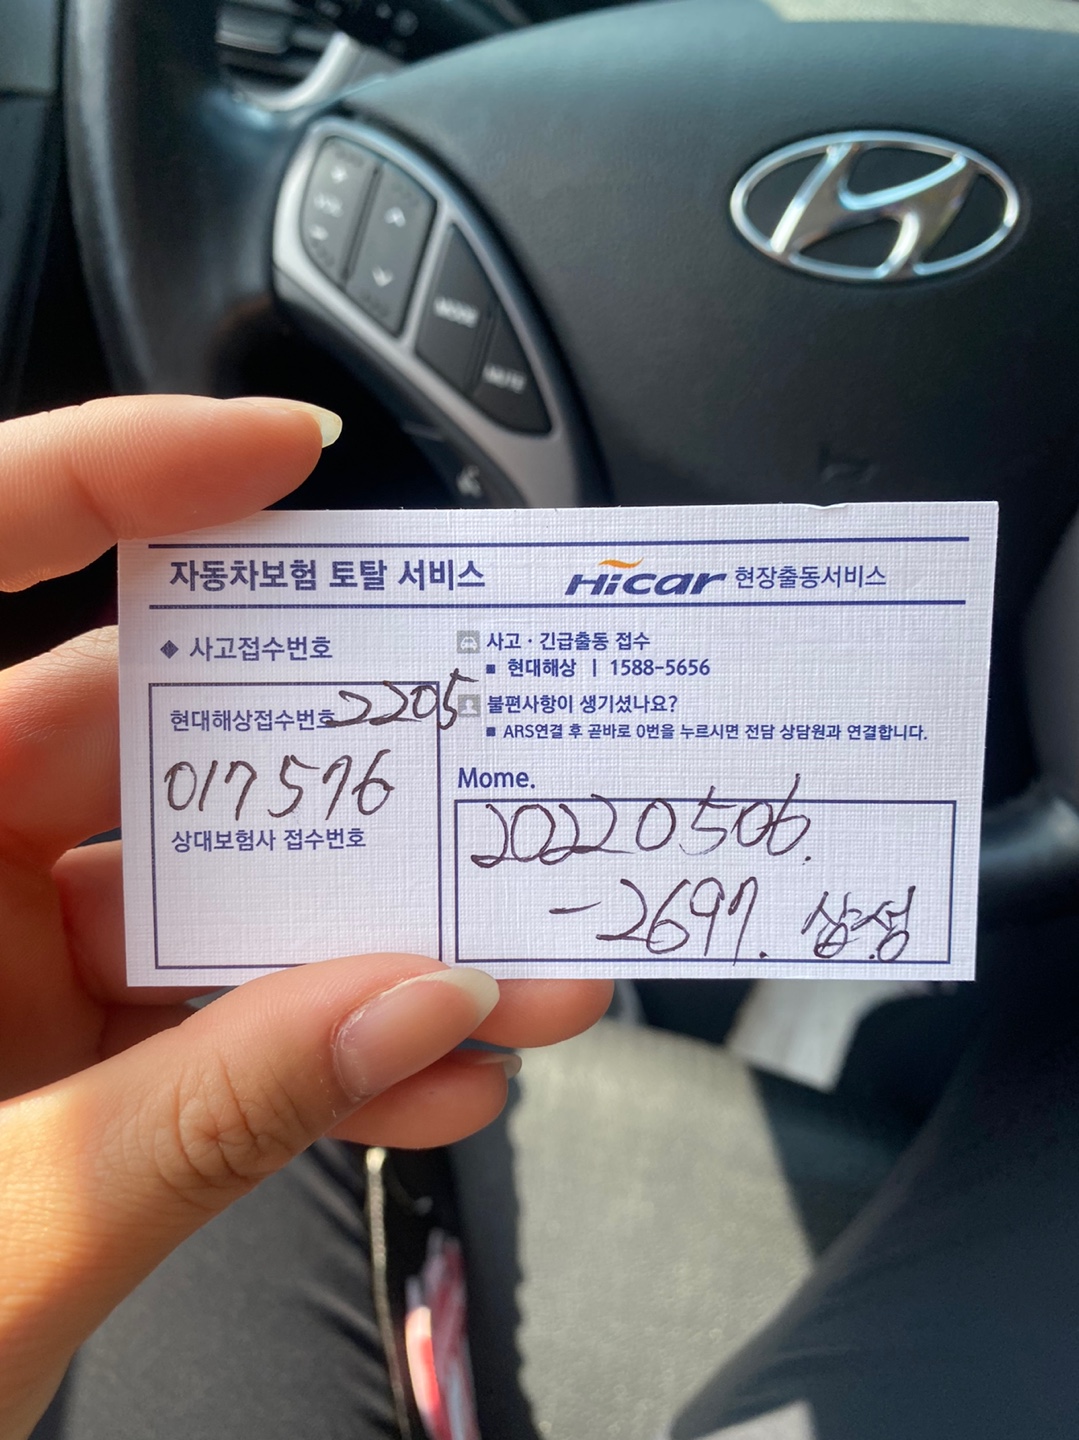 MODE
MUTE
자동차보험 토탈 서비스
Hicar 현장출동서비스
◆ 사고접수번호
현대해상접수번호 2205
017576
상대보험사 접수번호
사고 · 긴급출동 접수
■ 현대해상 | 1588-5656
불편사항이 생기셨나요?
■ ARS연결 후 곧바로 0번을 누르시면 전담 상담원과 연결합니다.
Mome.
20220506.
-2697. 삼성